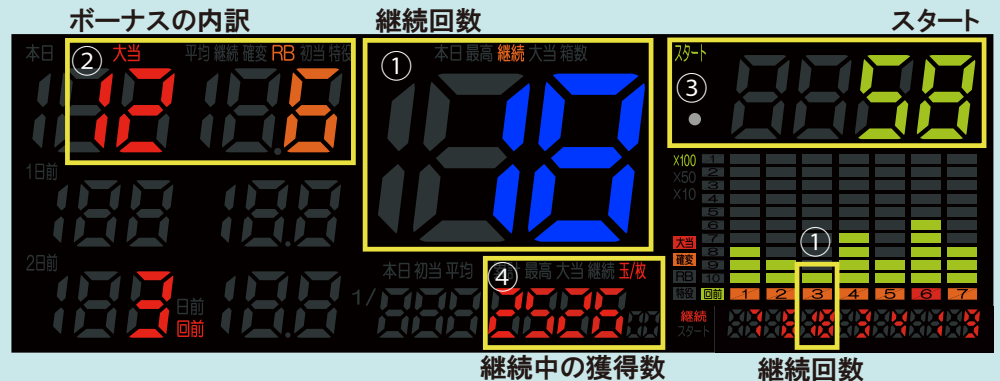 ボーナスの内訳 継続回数 スタート
本日 大当 平均 継続 確変 RB 初当 特役
② 12 6
本日 最高 継続 大当 箱数
① 18
スタート
③ 58
1日前
2日前
3 日前
回前
本日 初当 平均 最高 大当 継続 玉/枚
1/ ④ 2526
X100 1
X50 2
X10 3
4
5
6
大当 7
確変 8
RB 9
10
①
特役 回前 1 2 3 4 5 6 7
継続
スタート
継続中の獲得数 継続回数